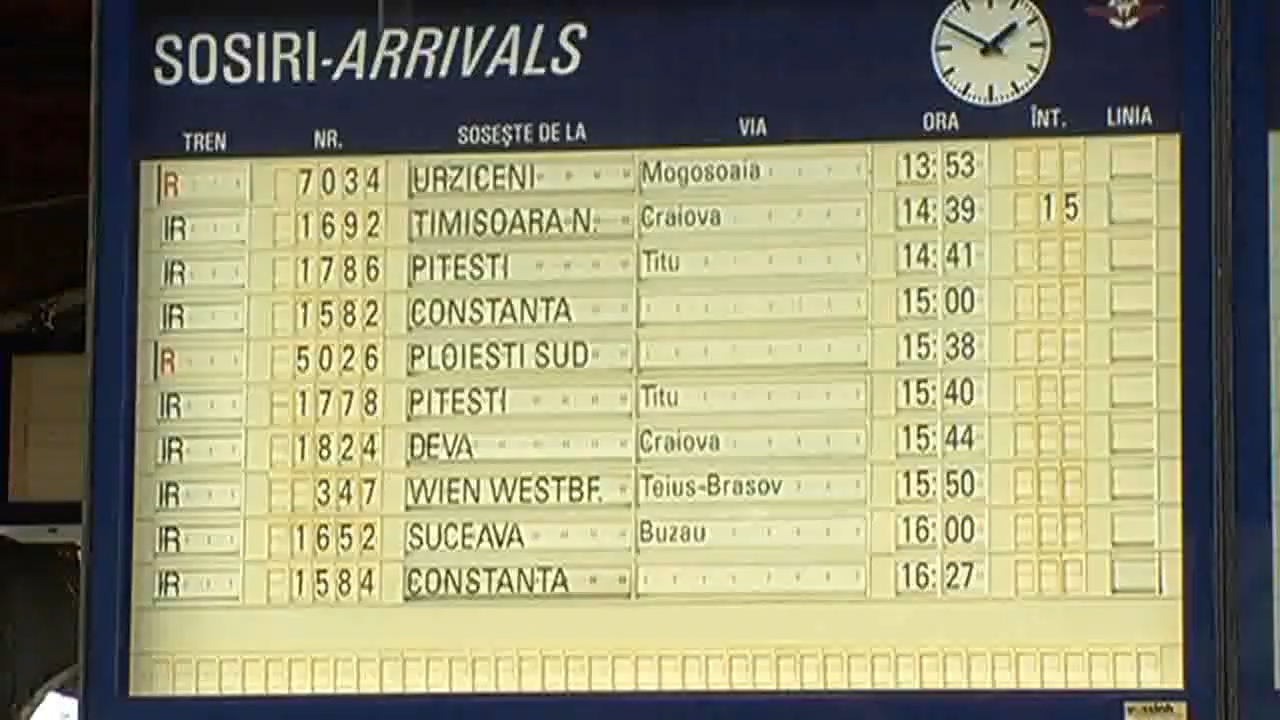 SOSIRI-ARRIVALS
TREN NR. SOSEȘTE DE LA VIA ORA ÎNT. LINIA
R 7034 URZICENI Mogosoaia 13:53
IR 1692 TIMISOARA N. Craiova 14:39 15
IR 1786 PITESTI Titu 14:41
IR 1582 CONSTANTA 15:00
R 5026 PLOIESTI SUD 15:38
IR 1778 PITESTI Titu 15:40
IR 1824 DEVA Craiova 15:44
IR 347 WIEN WESTBF. Teius-Brasov 15:50
IR 1652 SUCEAVA Buzau 16:00
IR 1584 CONSTANTA 16:27